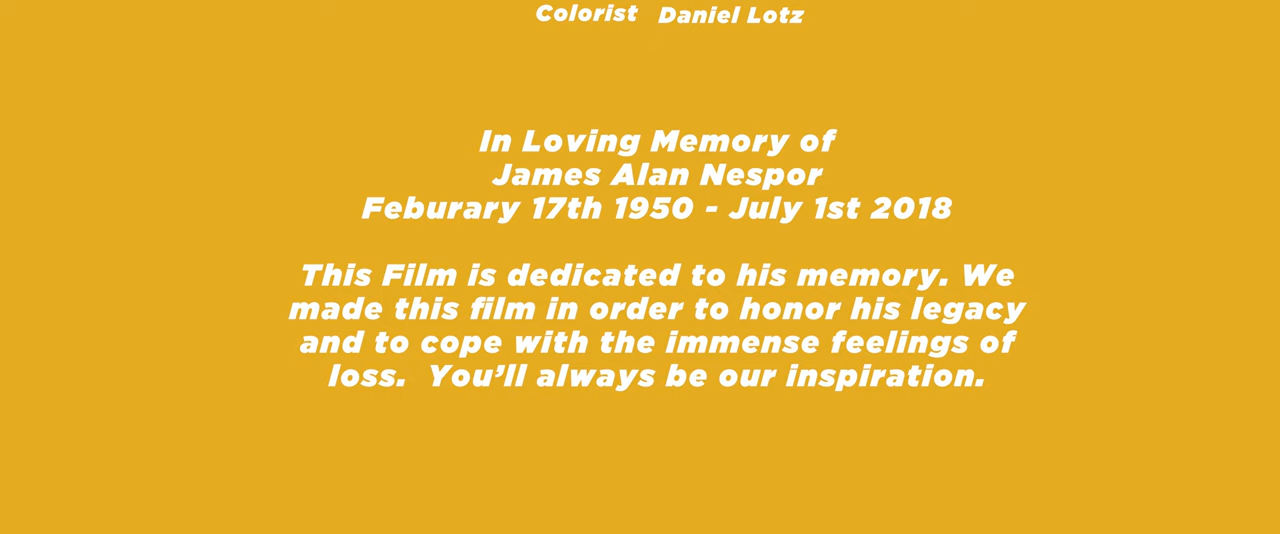 Colorist Daniel Lotz
In Loving Memory of
James Alan Nespor
Feburary 17th 1950 - July 1st 2018
This Film is dedicated to his memory. We
made this film in order to honor his legacy
and to cope with the immense feelings of
loss.  You’ll always be our inspiration.